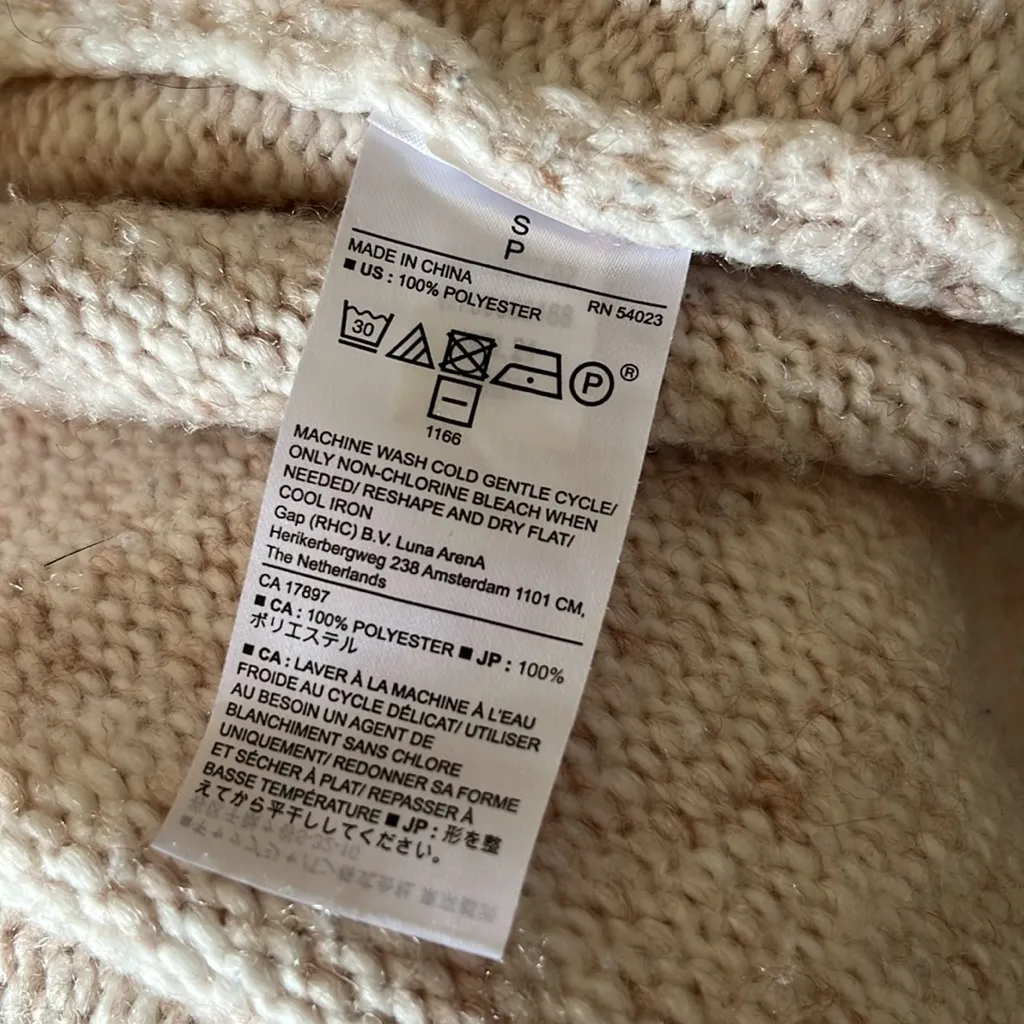 S
P
MADE IN CHINA
■ US : 100% POLYESTER RN 54023
30 P ®
1166
MACHINE WASH COLD GENTLE CYCLE/
ONLY NON-CHLORINE BLEACH WHEN
NEEDED/ RESHAPE AND DRY FLAT/
COOL IRON
Gap (RHC) B.V. Luna ArenA
Herikerbergweg 238 Amsterdam 1101 CM,
The Netherlands
CA 17897
■ CA : 100% POLYESTER ■ JP : 100%
ポリエステル
■ CA : LAVER À LA MACHINE À L'EAU
FROIDE AU CYCLE DÉLICAT/ UTILISER
AU BESOIN UN AGENT DE
BLANCHIMENT SANS CHLORE
UNIQUEMENT/ REDONNER SA FORME
ET SÉCHER À PLAT/ REPASSER À
BASSE TEMPÉRATURE ■ JP : 形を整
えてから平干ししてください。